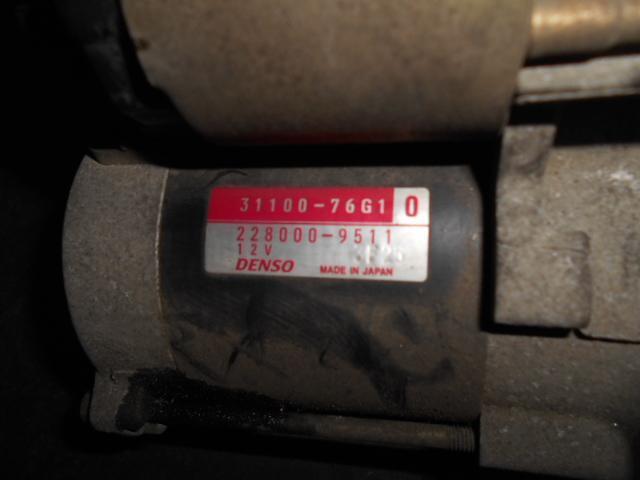 31100-76G1 0
228000-9511
12V
DENSO MADE IN JAPAN